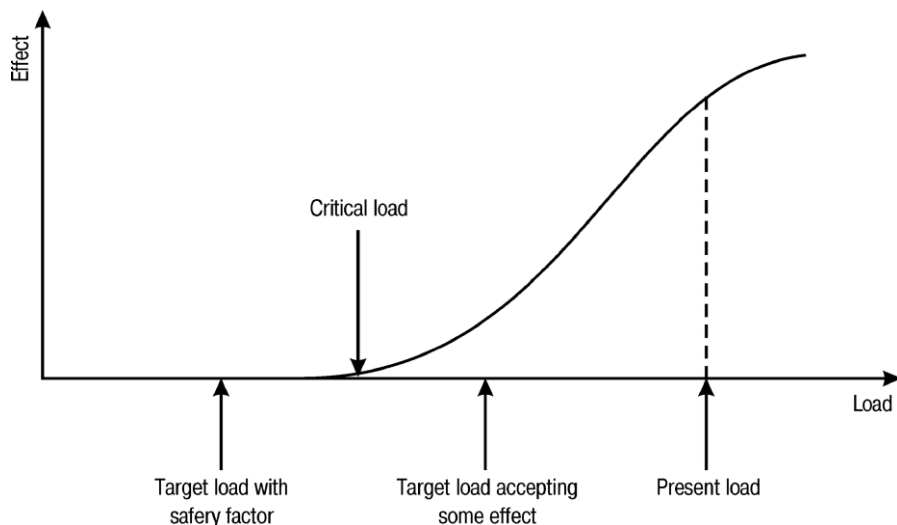 Effect
Critical load
Load
Target load with
safery factor
Target load accepting
some effect
Present load